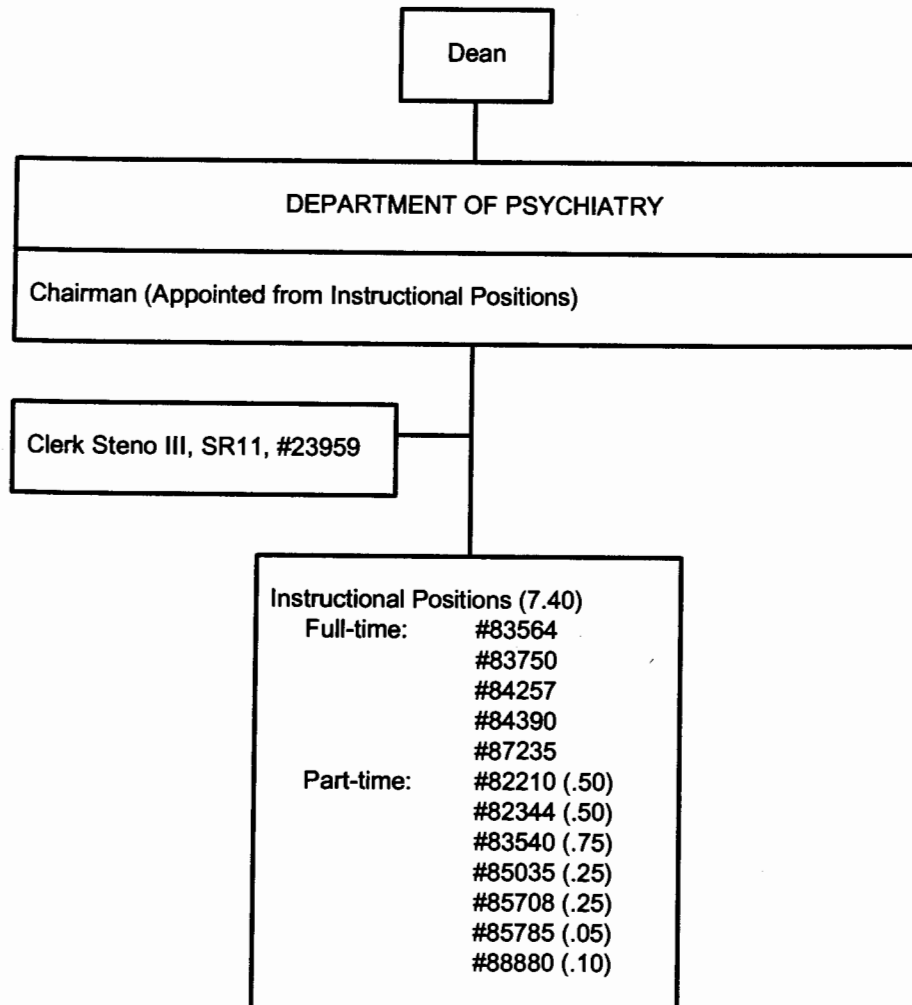 Dean
DEPARTMENT OF PSYCHIATRY
Chairman (Appointed from Instructional Positions)
Clerk Steno III, SR11, #23959
Instructional Positions (7.40)
Full-time: #83564
#83750
#84257
#84390
#87235
Part-time: #82210 (.50)
#82344 (.50)
#83540 (.75)
#85035 (.25)
#85708 (.25)
#85785 (.05)
#88880 (.10)